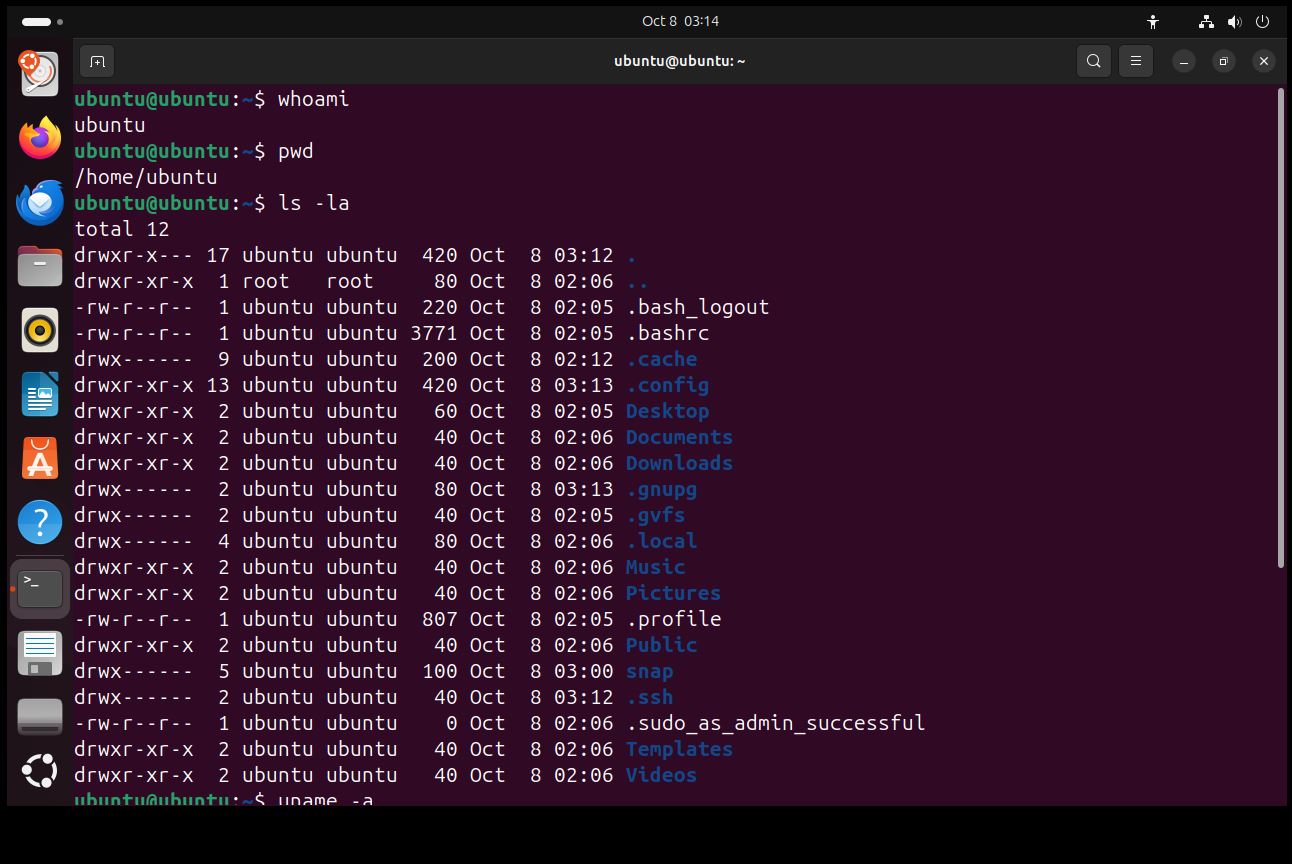 Oct 8 03:14
ubuntu@ubuntu: ~
ubuntu@ubuntu:~$ whoami
ubuntu
ubuntu@ubuntu:~$ pwd
/home/ubuntu
ubuntu@ubuntu:~$ ls -la
total 12
drwxr-x--- 17 ubuntu ubuntu  420 Oct  8 03:12 .
drwxr-xr-x  1 root   root     80 Oct  8 02:06 ..
-rw-r--r--  1 ubuntu ubuntu  220 Oct  8 02:05 .bash_logout
-rw-r--r--  1 ubuntu ubuntu 3771 Oct  8 02:05 .bashrc
drwx------  9 ubuntu ubuntu  200 Oct  8 02:12 .cache
drwxr-xr-x 13 ubuntu ubuntu  420 Oct  8 03:13 .config
drwxr-xr-x  2 ubuntu ubuntu   60 Oct  8 02:05 Desktop
drwxr-xr-x  2 ubuntu ubuntu   40 Oct  8 02:06 Documents
drwxr-xr-x  2 ubuntu ubuntu   40 Oct  8 02:06 Downloads
drwx------  2 ubuntu ubuntu   80 Oct  8 03:13 .gnupg
drwx------  2 ubuntu ubuntu   40 Oct  8 02:05 .gvfs
drwx------  4 ubuntu ubuntu   80 Oct  8 02:06 .local
drwxr-xr-x  2 ubuntu ubuntu   40 Oct  8 02:06 Music
drwxr-xr-x  2 ubuntu ubuntu   40 Oct  8 02:06 Pictures
-rw-r--r--  1 ubuntu ubuntu  807 Oct  8 02:05 .profile
drwxr-xr-x  2 ubuntu ubuntu   40 Oct  8 02:06 Public
drwx------  5 ubuntu ubuntu  100 Oct  8 03:00 snap
drwx------  2 ubuntu ubuntu   40 Oct  8 03:12 .ssh
-rw-r--r--  1 ubuntu ubuntu    0 Oct  8 02:06 .sudo_as_admin_successful
drwxr-xr-x  2 ubuntu ubuntu   40 Oct  8 02:06 Templates
drwxr-xr-x  2 ubuntu ubuntu   40 Oct  8 02:06 Videos
ubuntu@ubuntu:~$ uname -a